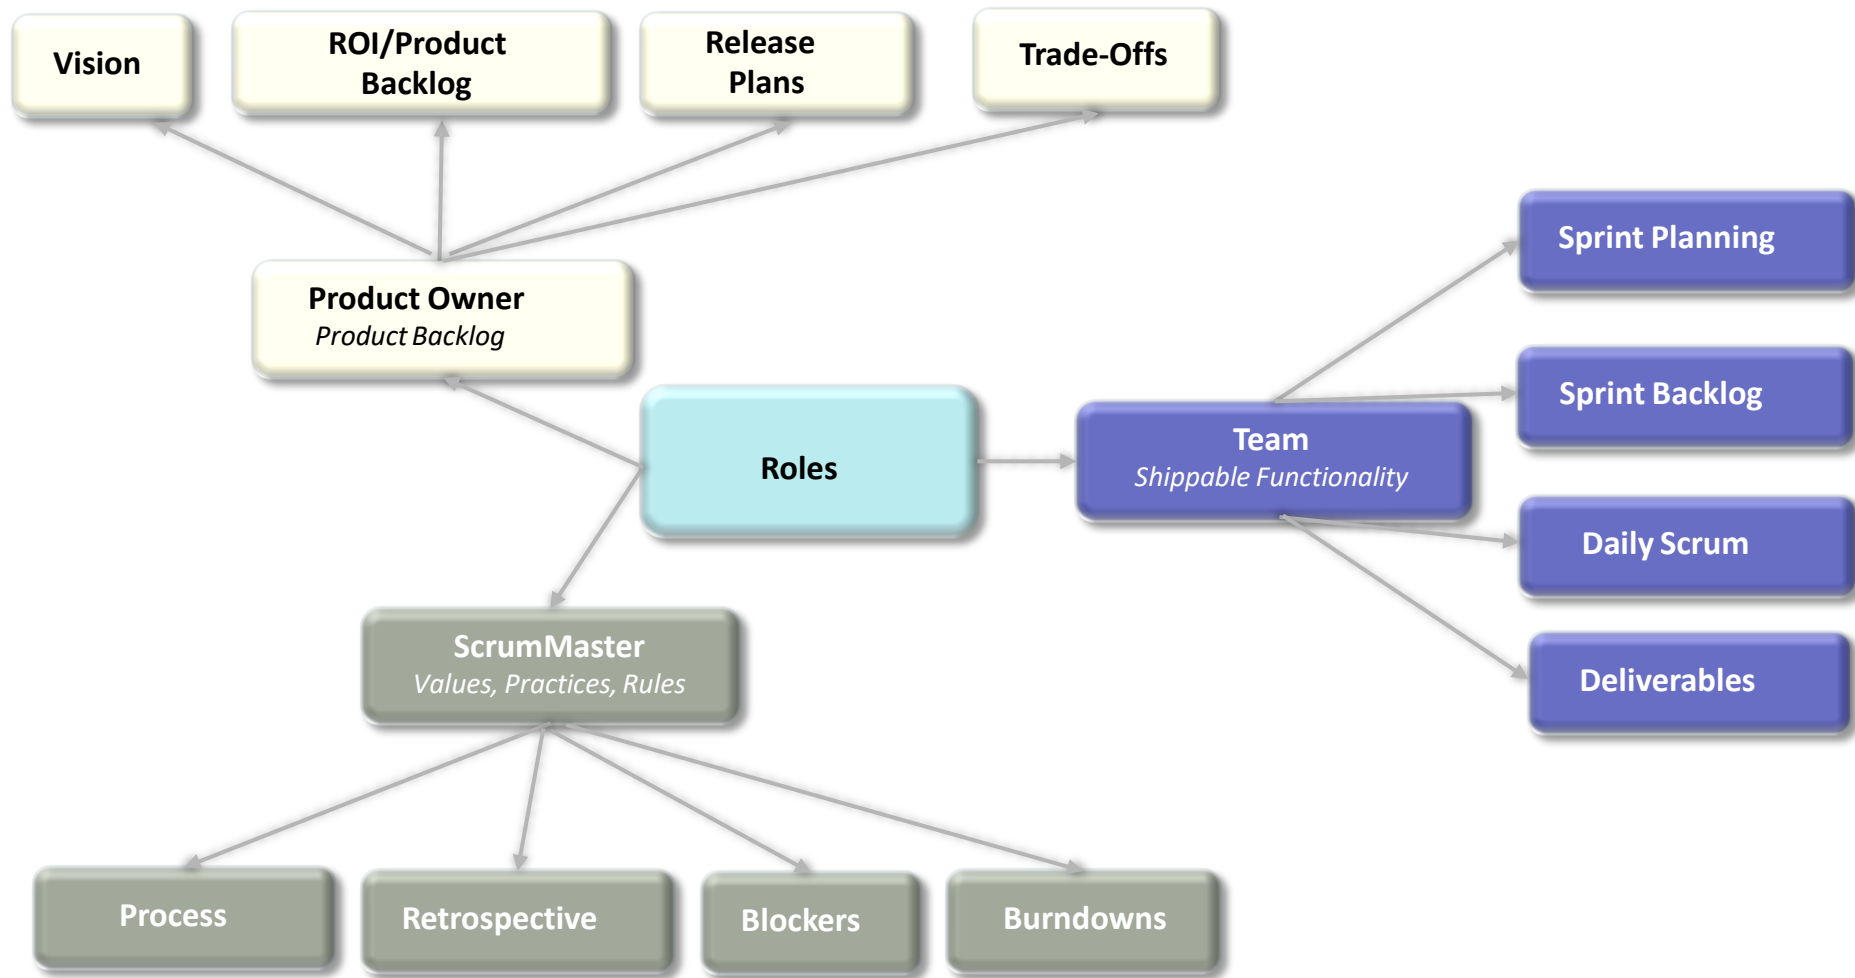 Vision
ROI/Product
Backlog
Release
Plans
Trade-Offs
Product Owner
Product Backlog
Roles
Team
Shippable Functionality
Sprint Planning
Sprint Backlog
Daily Scrum
Deliverables
ScrumMaster
Values, Practices, Rules
Process
Retrospective
Blockers
Burndowns